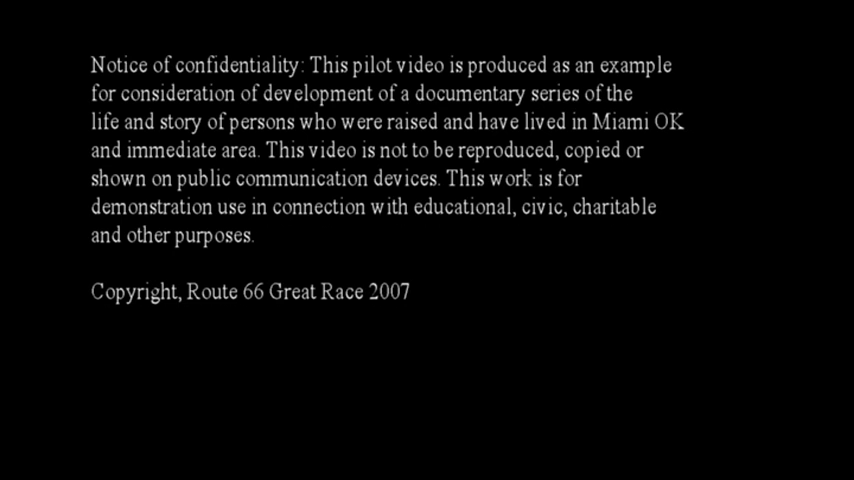 Notice of confidentiality: This pilot video is produced as an example
for consideration of development of a documentary series of the
life and story of persons who were raised and have lived in Miami OK
and immediate area. This video is not to be reproduced, copied or
shown on public communication devices. This work is for
demonstration use in connection with educational, civic, charitable
and other purposes.
Copyright, Route 66 Great Race 2007